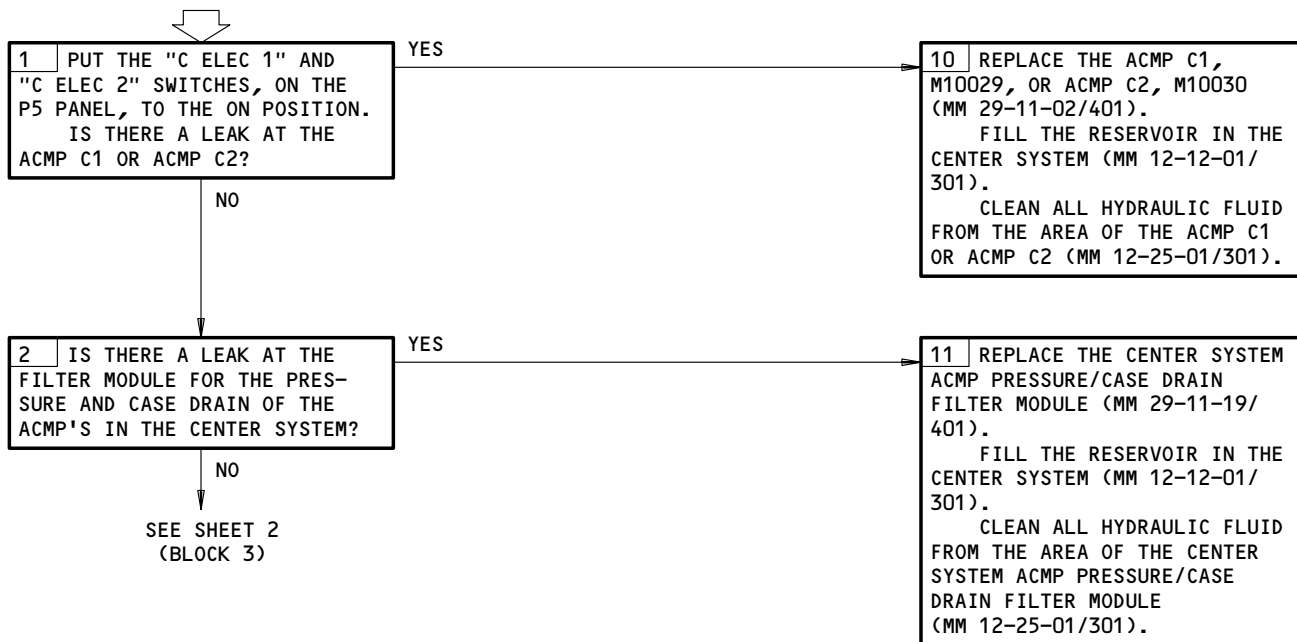 1 PUT THE "C ELEC 1" AND
"C ELEC 2" SWITCHES, ON THE
P5 PANEL, TO THE ON POSITION.
IS THERE A LEAK AT THE
ACMP C1 OR ACMP C2?
YES
NO
10 REPLACE THE ACMP C1,
M10029, OR ACMP C2, M10030
(MM 29-11-02/401).
FILL THE RESERVOIR IN THE
CENTER SYSTEM (MM 12-12-01/
301).
CLEAN ALL HYDRAULIC FLUID
FROM THE AREA OF THE ACMP C1
OR ACMP C2 (MM 12-25-01/301).
2 IS THERE A LEAK AT THE
FILTER MODULE FOR THE PRES-
SURE AND CASE DRAIN OF THE
ACMP'S IN THE CENTER SYSTEM?
YES
NO
SEE SHEET 2
(BLOCK 3)
11 REPLACE THE CENTER SYSTEM
ACMP PRESSURE/CASE DRAIN
FILTER MODULE (MM 29-11-19/
401).
FILL THE RESERVOIR IN THE
CENTER SYSTEM (MM 12-12-01/
301).
CLEAN ALL HYDRAULIC FLUID
FROM THE AREA OF THE CENTER
SYSTEM ACMP PRESSURE/CASE
DRAIN FILTER MODULE
(MM 12-25-01/301).